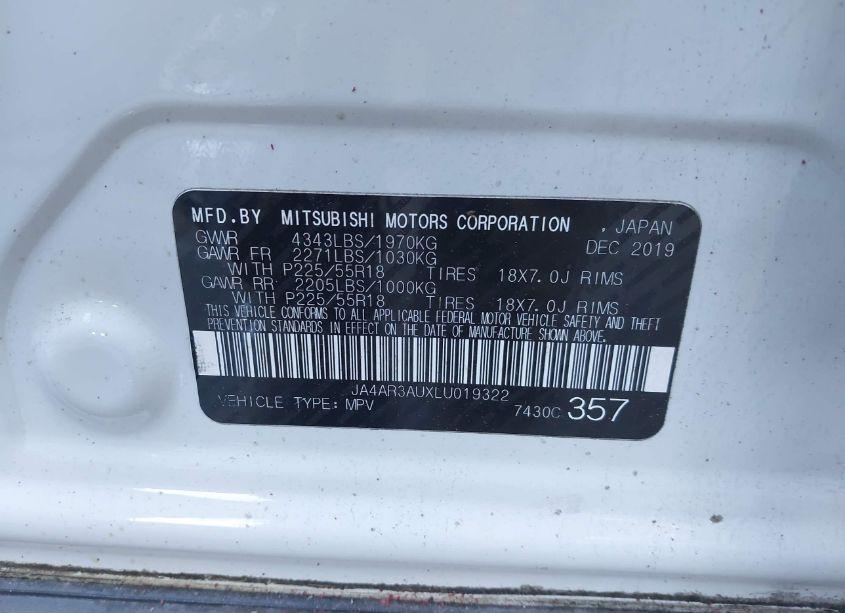 MFD.BY MITSUBISHI MOTORS CORPORATION , JAPAN
GVWR 4343LBS/1970KG DEC 2019
GAWR FR 2271LBS/1030KG
WITH P225/55R18 TIRES 18X7.0J RIMS
GAWR RR 2205LBS/1000KG
WITH P225/55R18 TIRES 18X7.0J RIMS
THIS VEHICLE CONFORMS TO ALL APPLICABLE FEDERAL MOTOR VEHICLE SAFETY AND THEFT
PREVENTION STANDARDS IN EFFECT ON THE DATE OF MANUFACTURE SHOWN ABOVE.
JA4AR3AUXLU019322
VEHICLE TYPE: MPV 7430C 357